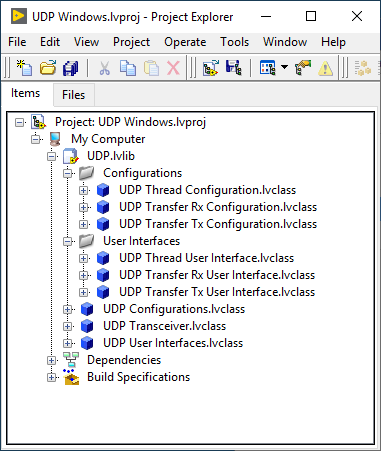 UDP Windows.lvproj - Project Explorer
File Edit View Project Operate Tools Window Help
Items Files
Project: UDP Windows.lvproj
My Computer
UDP.lvlib
Configurations
UDP Thread Configuration.lvclass
UDP Transfer Rx Configuration.lvclass
UDP Transfer Tx Configuration.lvclass
User Interfaces
UDP Thread User Interface.lvclass
UDP Transfer Rx User Interface.lvclass
UDP Transfer Tx User Interface.lvclass
UDP Configurations.lvclass
UDP Transceiver.lvclass
UDP User Interfaces.lvclass
Dependencies
Build Specifications